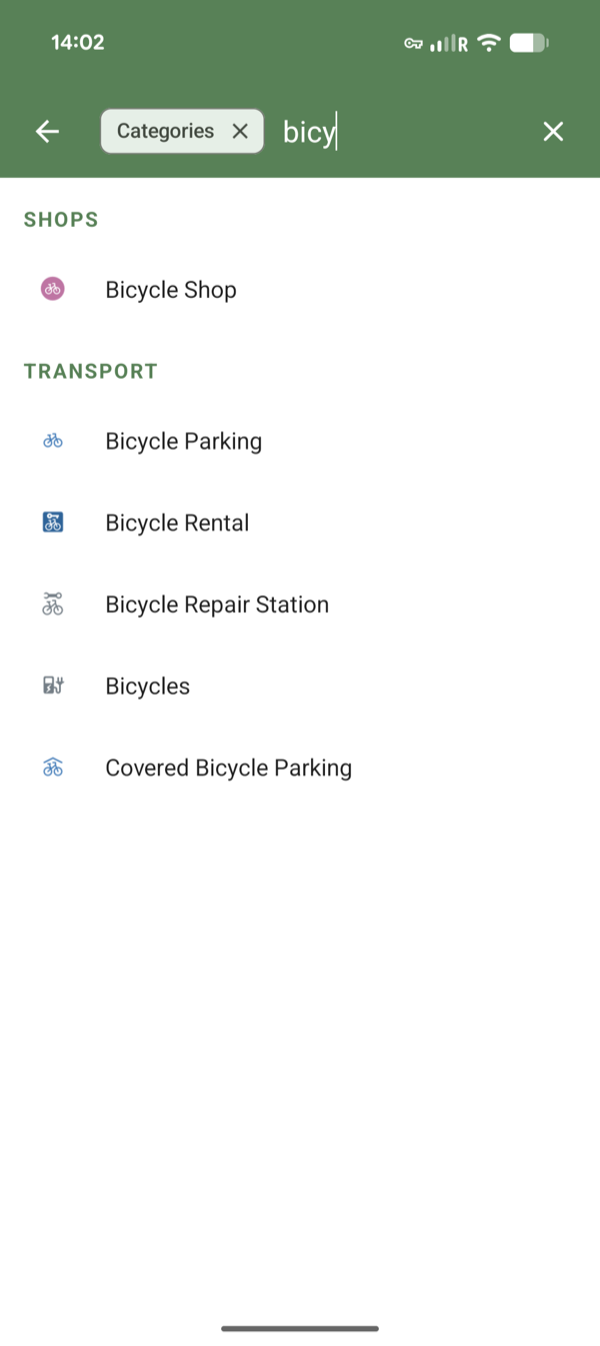 14:02
R
Categories
bicy
SHOPS
Bicycle Shop
TRANSPORT
Bicycle Parking
Bicycle Rental
Bicycle Repair Station
Bicycles
Covered Bicycle Parking